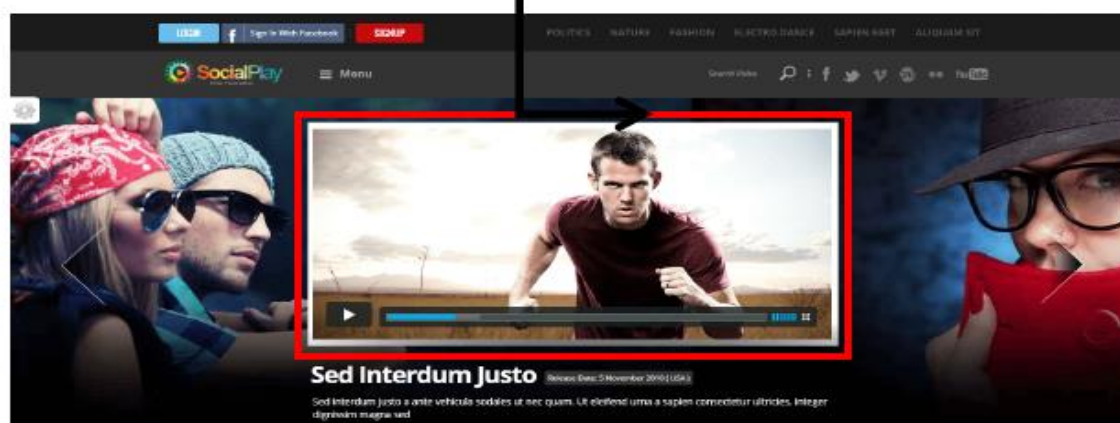 LOGIN
Sign In With Facebook
SIGNUP
POLITICS NATURE FASHION ELECTRO DANCE SAPIEN EGET ALIQUAM SIT
SocialPlay
Menu
Search Video
You Tube
Sed Interdum Justo
Release Date: 5 November 2010 ( USA )
Sed interdum justo a ante vehicula sodales ut nec quam. Ut eleifend urna a sapien consectetur ultricies. Integer
dignissim magna sed